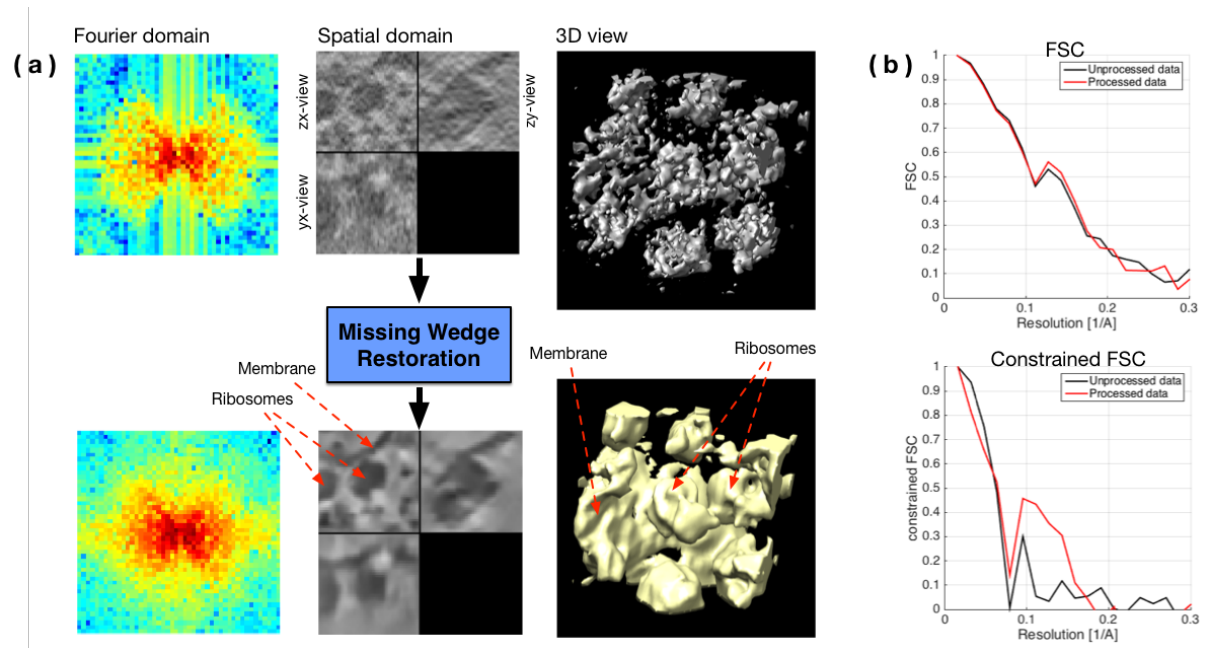 ( a )
Fourier domain
Spatial domain
3D view
zx-view
zy-view
yx-view
Missing Wedge
Restoration
Membrane
Ribosomes
Membrane
Ribosomes
( b )
FSC
Unprocessed data
Processed data
FSC
1
0.9
0.8
0.7
0.6
0.5
0.4
0.3
0.2
0.1
0
0
0.1
0.2
0.3
Resolution [1/A]
Constrained FSC
Unprocessed data
Processed data
constrained FSC
1
0.9
0.8
0.7
0.6
0.5
0.4
0.3
0.2
0.1
0
0
0.1
0.2
0.3
Resolution [1/A]